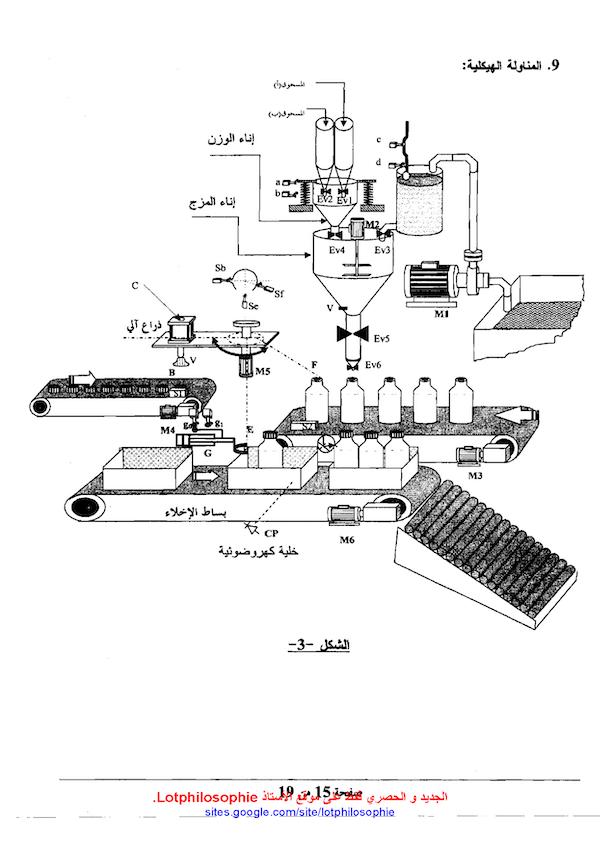 9. المناولة الهيكلية:
المسحوق(أ)
المسحوق(ب)
إناء الوزن
إناء المزج
c
d
a
b
Ev2
Ev1
M2
Ev4
Ev3
M1
Sb
Sf
Se
C
V
Ev5
ذراع آلي
V
B
M5
F
Ev6
S1
M4
g0
g1
E
S2
G
M3
بساط الإخلاء
CP
M6
خلية كهروضوئية
الشكل -3-
صفحة 15 من 19
الجديد و الحصري فقط على موقع الأستاذ Lotphilosophie.
sites.google.com/site/lotphilosophie